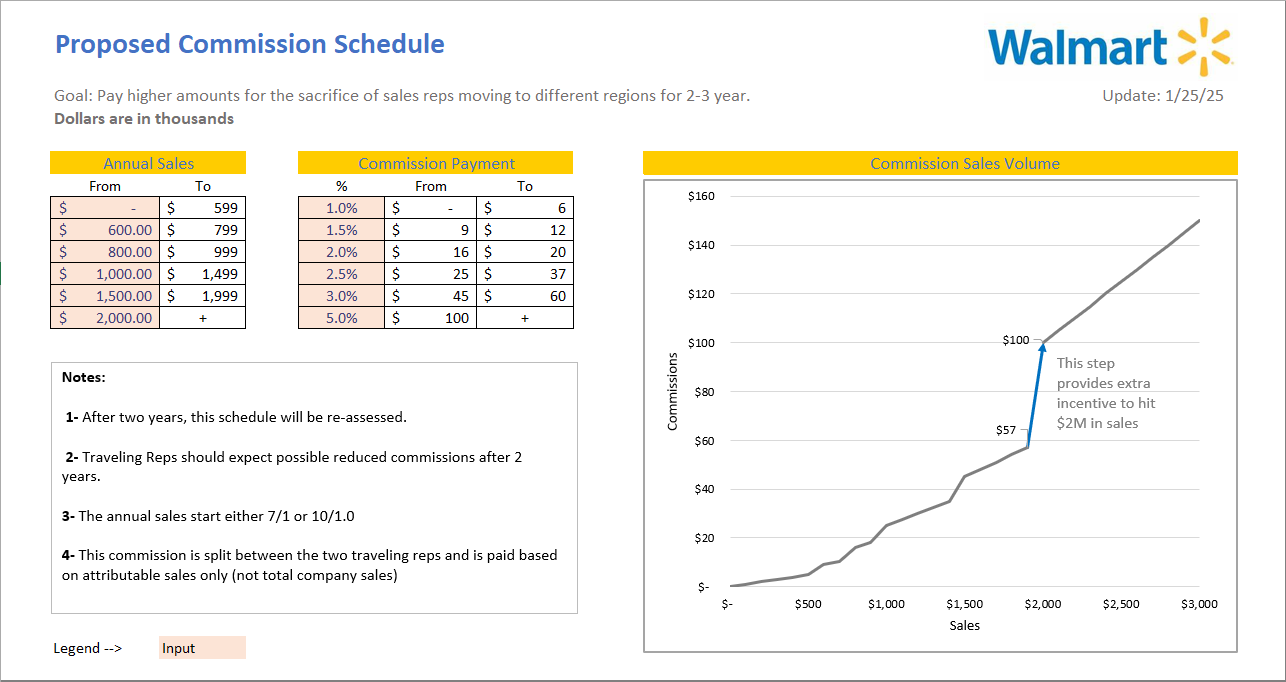 Proposed Commission Schedule
Walmart
Goal: Pay higher amounts for the sacrifice of sales reps moving to different regions for 2-3 year.
Update: 1/25/25
Dollars are in thousands
Annual Sales
From To
$ - $ 599
$ 600.00 $ 799
$ 800.00 $ 999
$ 1,000.00 $ 1,499
$ 1,500.00 $ 1,999
$ 2,000.00 +
Commission Payment
% From To
1.0% $ - $ 6
1.5% $ 9 $ 12
2.0% $ 16 $ 20
2.5% $ 25 $ 37
3.0% $ 45 $ 60
5.0% $ 100 +
Notes:
1- After two years, this schedule will be re-assessed.
2- Traveling Reps should expect possible reduced commissions after 2
years.
3- The annual sales start either 7/1 or 10/1.0
4- This commission is split between the two traveling reps and is paid based
on attributable sales only (not total company sales)
Legend --> Input
Commission Sales Volume
Commissions
$160
$140
$120
$100
$80
$60
$40
$20
$-
$100
$57
This step
provides extra
incentive to hit
$2M in sales
$- $500 $1,000 $1,500 $2,000 $2,500 $3,000
Sales